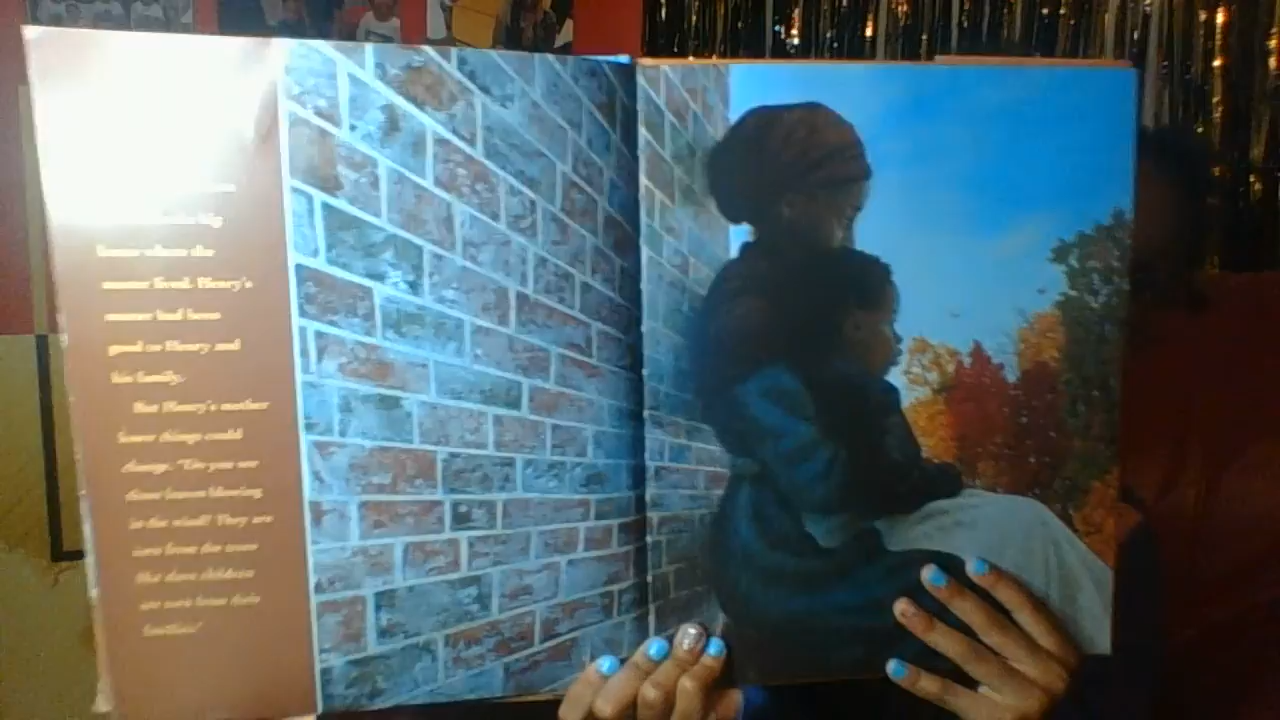 big
house where the
master lived. Henry's
master had been
good to Henry and
his family.
But Henry's mother
knew things could
change. "Do you see
those leaves blowing
in the wind? They are
torn from the trees
like slave children
are torn from their
families."